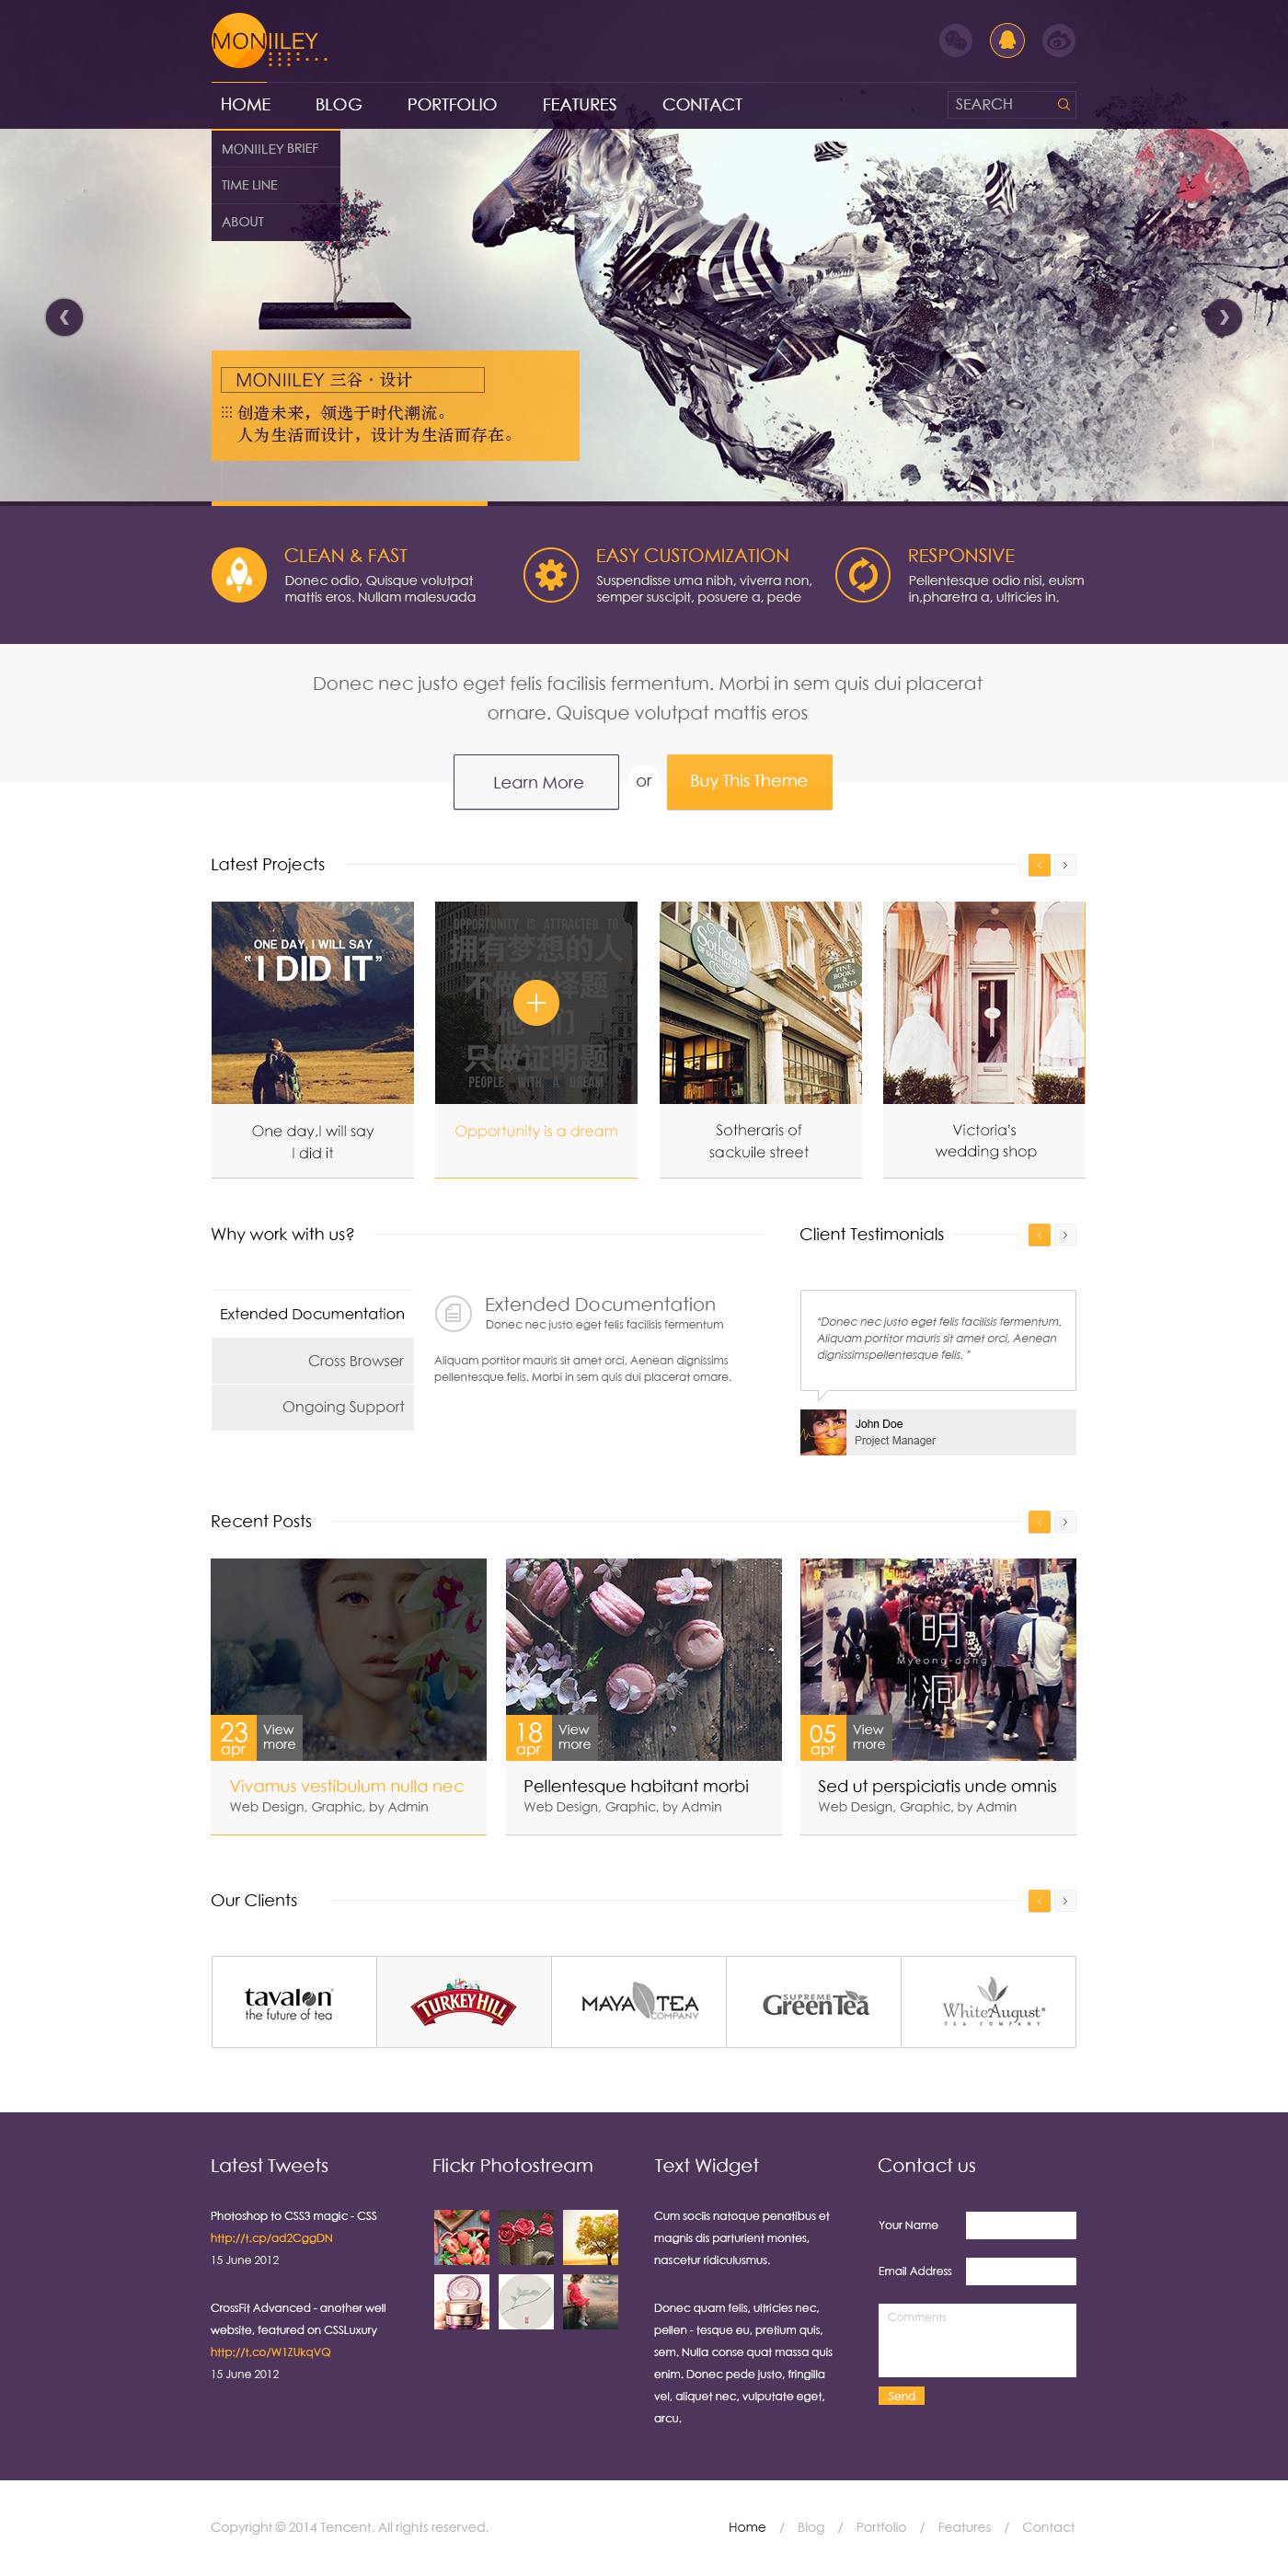 MONIILEY
HOME
BLOG
PORTFOLIO
FEATURES
CONTACT
SEARCH
MONIILEY BRIEF
TIME LINE
ABOUT
MONIILEY 三谷·设计
创造未来，领选于时代潮流。
人为生活而设计，设计为生活而存在。
CLEAN & FAST
Donec odio, Quisque volutpat
mattis eros. Nullam malesuada
EASY CUSTOMIZATION
Suspendisse uma nibh, viverra non,
semper suscipit, posuere a, pede
RESPONSIVE
Pellentesque odio nisi, euism
in,pharetra a, ultricies in.
Donec nec justo eget felis facilisis fermentum. Morbi in sem quis dui placerat
ornare. Quisque volutpat mattis eros
Learn More
or
Buy This Theme
Latest Projects
ONE DAY, I WILL SAY
“I DID IT”
OPPORTUNITY IS ATTRACTED TO
拥有梦想的人
不做选择题
他们
只做证明题
PEOPLE WITH A DREAM
Sotheran's
FINE
BOOKS &
PRINTS
One day,I will say
I did it
Opportunity is a dream
Sotheraris of
sackuile street
Victoria's
wedding shop
Why work with us?
Extended Documentation
Cross Browser
Ongoing Support
Extended Documentation
Donec nec justo eget felis facilisis fermentum
Aliquam portitor mauris sit amet orci, Aenean dignissims
pellentesque felis. Morbi in sem quis dui placerat omare.
Client Testimonials
“Donec nec justo eget felis facilisis fermentum.
Aliquam portitor mauris sit amet orci, Aenean
dignissimspellentesque felis. ”
John Doe
Project Manager
Recent Posts
明
Myeong-dong
洞
23
apr
View
more
18
apr
View
more
05
apr
View
more
Vivamus vestibulum nulla nec
Web Design, Graphic, by Admin
Pellentesque habitant morbi
Web Design, Graphic, by Admin
Sed ut perspiciatis unde omnis
Web Design, Graphic, by Admin
Our Clients
tavalon
the future of tea
TURKEY HILL
MAYA TEA
COMPANY
SUPREME
GreenTea
WhiteAugust
TEA COMPANY
Latest Tweets
Photoshop to CSS3 magic - CSS
http://t.cp/ad2CggDN
15 June 2012
CrossFit Advanced - another well
website, featured on CSSLuxury
http://t.co/W1ZUkqVQ
15 June 2012
Flickr Photostream
Text Widget
Cum sociis natoque penatibus et
magnis dis parturient montes,
nascetur ridiculusmus.
Donec quam felis, ultricies nec,
pellen - tesque eu, pretium quis,
sem. Nulla conse quat massa quis
enim. Donec pede justo, fringilla
vel, aliquet nec, vulputate eget,
arcu.
Contact us
Your Name
Email Address
Comments
Send
Copyright © 2014 Tencent. All rights reserved.
Home / Blog / Portfolio / Features / Contact